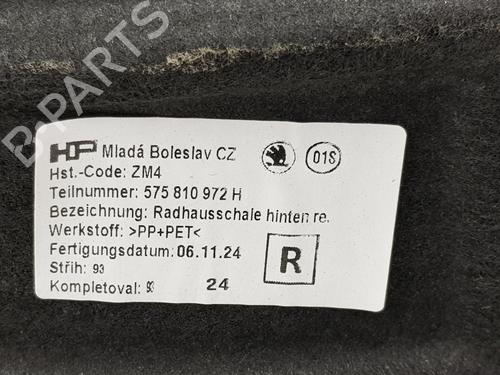 B-PARTS
HP Mladá Boleslav CZ
01S
Hst.-Code: ZM4
Teilnummer: 575 810 972 H
Bezeichnung: Radhausschale hinten re.
Werkstoff: >PP+PET<
Fertigungsdatum: 06.11.24
R
Střih: 93
Kompletoval: 93
24